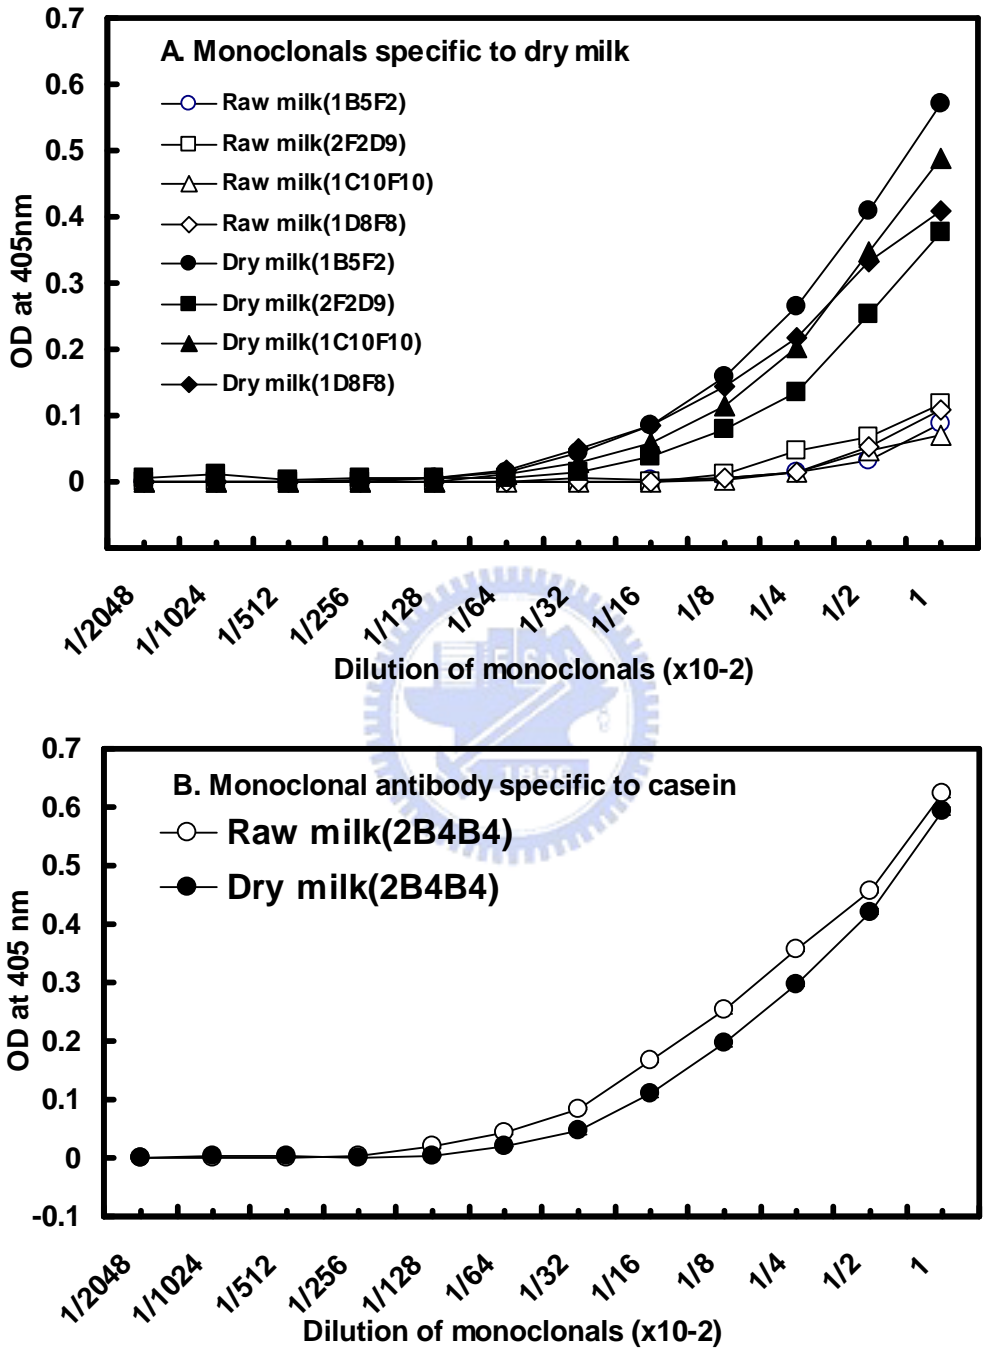 0.7
A. Monoclonals specific to dry milk
0.6
Raw milk(1B5F2)
Raw milk(2F2D9)
0.5
Raw milk(1C10F10)
0.4
Raw milk(1D8F8)
Dry milk(1B5F2)
0.3
Dry milk(2F2D9)
Dry milk(1C10F10)
0.2
Dry milk(1D8F8)
0.1
0
OD at 405nm
1/2048
1/1024
1/512
1/256
1/128
1/64
1/32
1/16
1/8
1/4
1/2
1
Dilution of monoclonals (x10-2)
1896
0.7
B. Monoclonal antibody specific to casein
0.6
Raw milk(2B4B4)
0.5
Dry milk(2B4B4)
0.4
0.3
0.2
0.1
0
-0.1
OD at 405 nm
1/2048
1/1024
1/512
1/256
1/128
1/64
1/32
1/16
1/8
1/4
1/2
1
Dilution of monoclonals (x10-2)